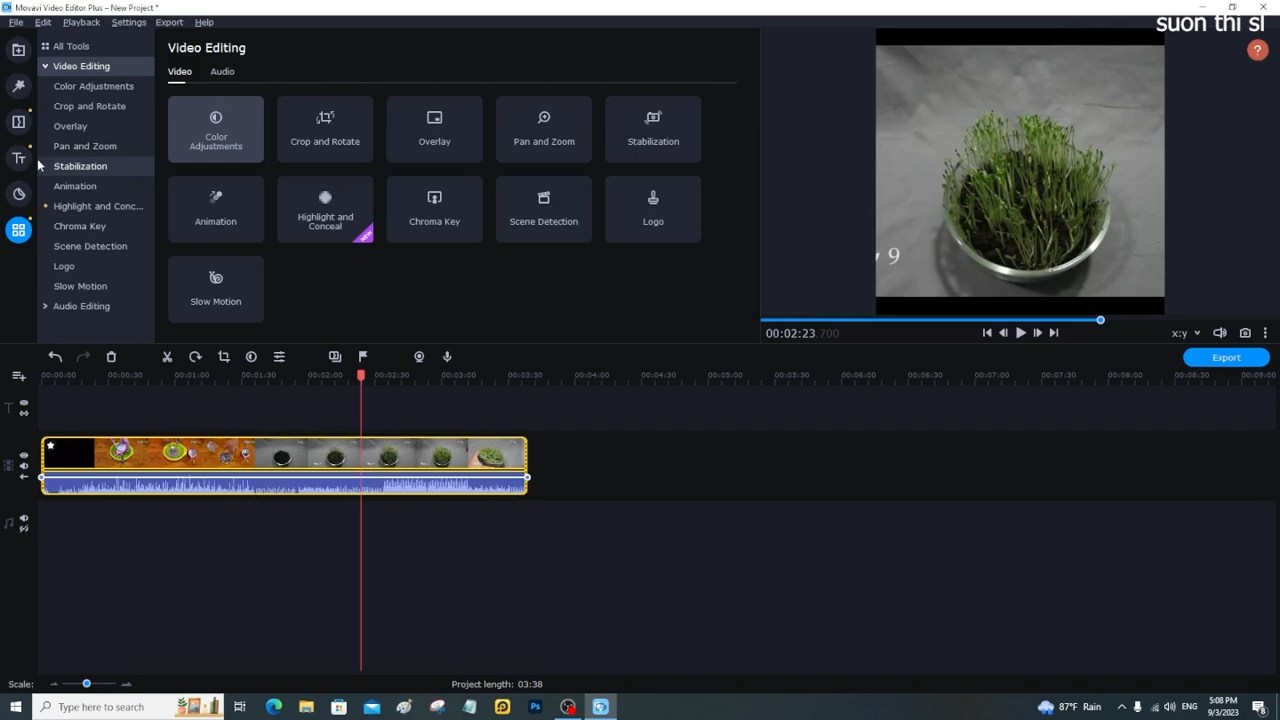 Movavi Video Editor Plus – New Project *
File Edit Playback Settings Export Help
suon thi sl
All Tools
Video Editing
Color Adjustments
Crop and Rotate
Overlay
Pan and Zoom
Stabilization
Animation
Highlight and Conc...
Chroma Key
Scene Detection
Logo
Slow Motion
Audio Editing
Video Editing
Video Audio
Color Adjustments
Crop and Rotate
Overlay
Pan and Zoom
Stabilization
Animation
Highlight and Conceal
NEW
Chroma Key
Scene Detection
Logo
Slow Motion
y 9
?
00:02:23.700
x:y
Export
00:00:00 00:00:30 00:01:00 00:01:30 00:02:00 00:02:30 00:03:00 00:03:30 00:04:00 00:04:30 00:05:00 00:05:30 00:06:00 00:06:30 00:07:00 00:07:30 00:08:00 00:08:30 00:09:00
Scale:
Project length: 03:38
Type here to search
87°F Rain
ENG
5:08 PM
9/3/2023
8